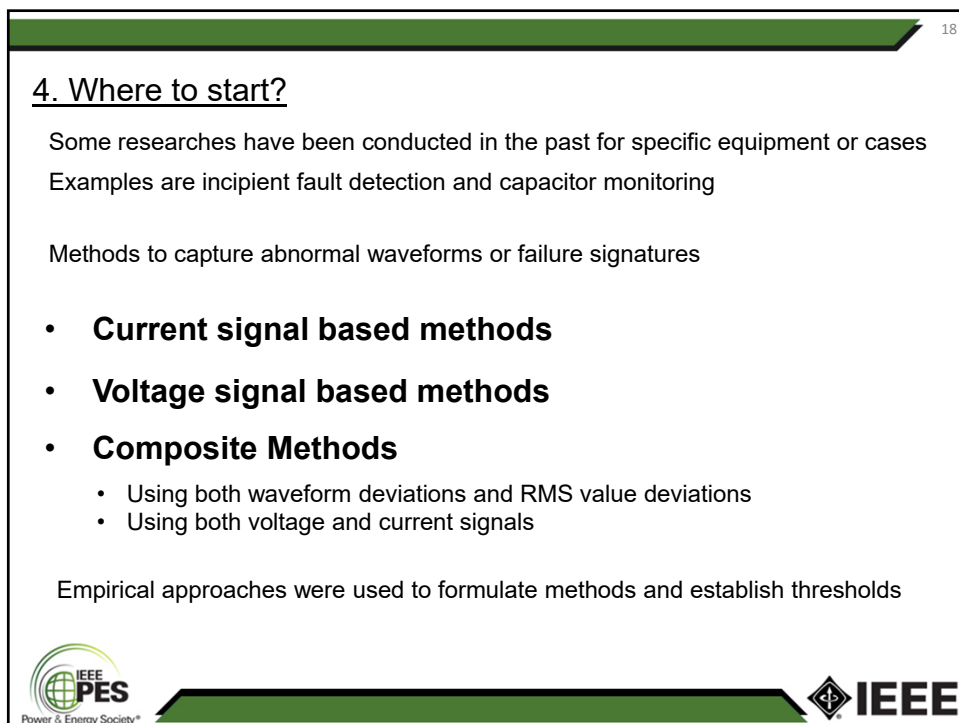 18
4. Where to start?
Some researches have been conducted in the past for specific equipment or cases
Examples are incipient fault detection and capacitor monitoring
Methods to capture abnormal waveforms or failure signatures
• Current signal based methods
• Voltage signal based methods
• Composite Methods
• Using both waveform deviations and RMS value deviations
• Using both voltage and current signals
Empirical approaches were used to formulate methods and establish thresholds
IEEE
PES
Power & Energy Society®
IEEE